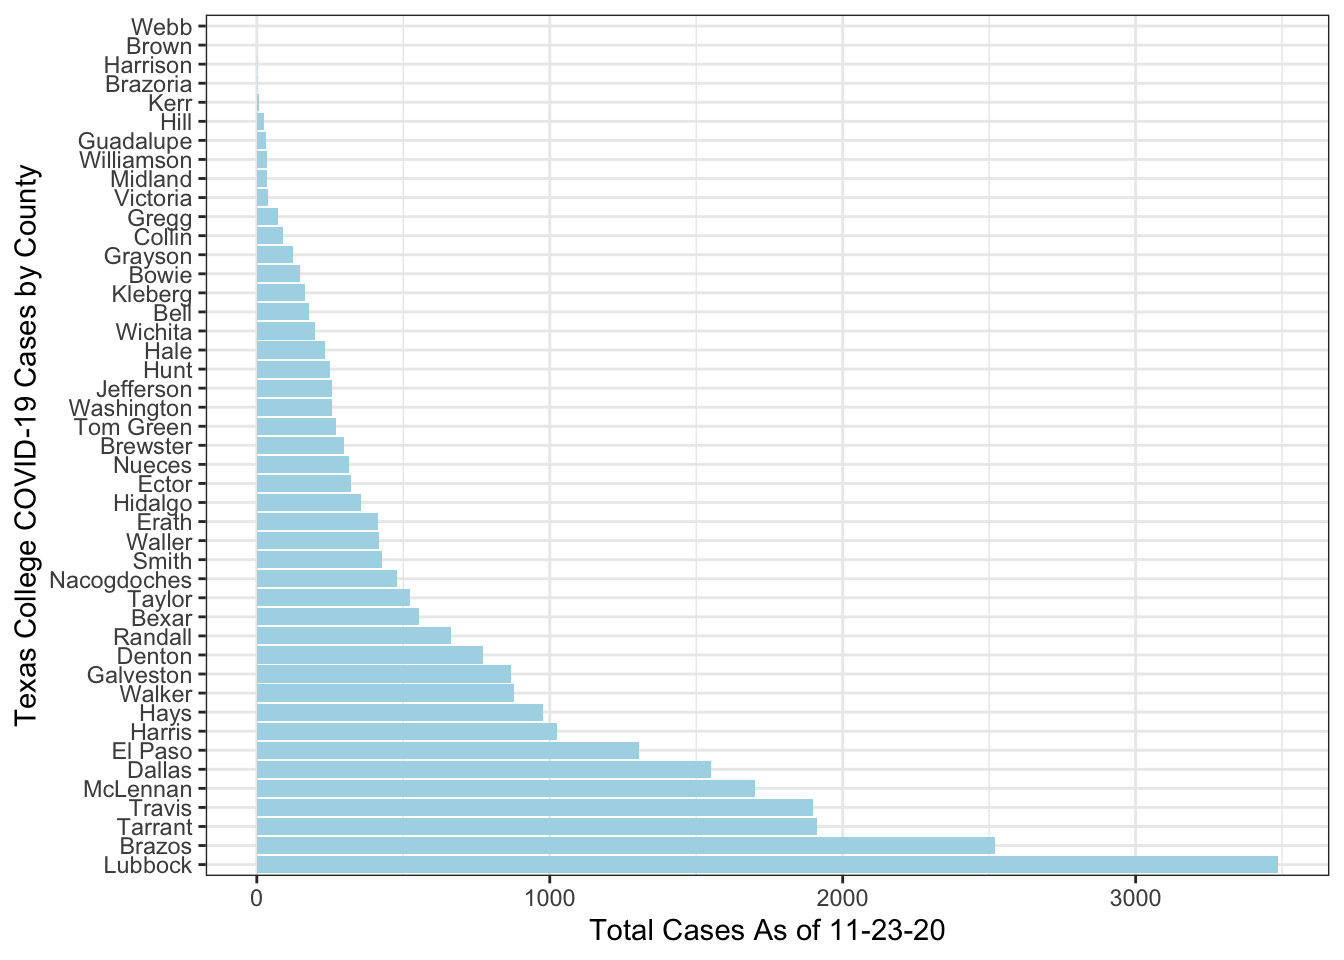 Texas College COVID-19 Cases by County
Webb
Brown
Harrison
Brazoria
Kerr
Hill
Guadalupe
Williamson
Midland
Victoria
Gregg
Collin
Grayson
Bowie
Kleberg
Bell
Wichita
Hale
Hunt
Jefferson
Washington
Tom Green
Brewster
Nueces
Ector
Hidalgo
Erath
Waller
Smith
Nacogdoches
Taylor
Bexar
Randall
Denton
Galveston
Walker
Hays
Harris
El Paso
Dallas
McLennan
Travis
Tarrant
Brazos
Lubbock
0 1000 2000 3000
Total Cases As of 11-23-20